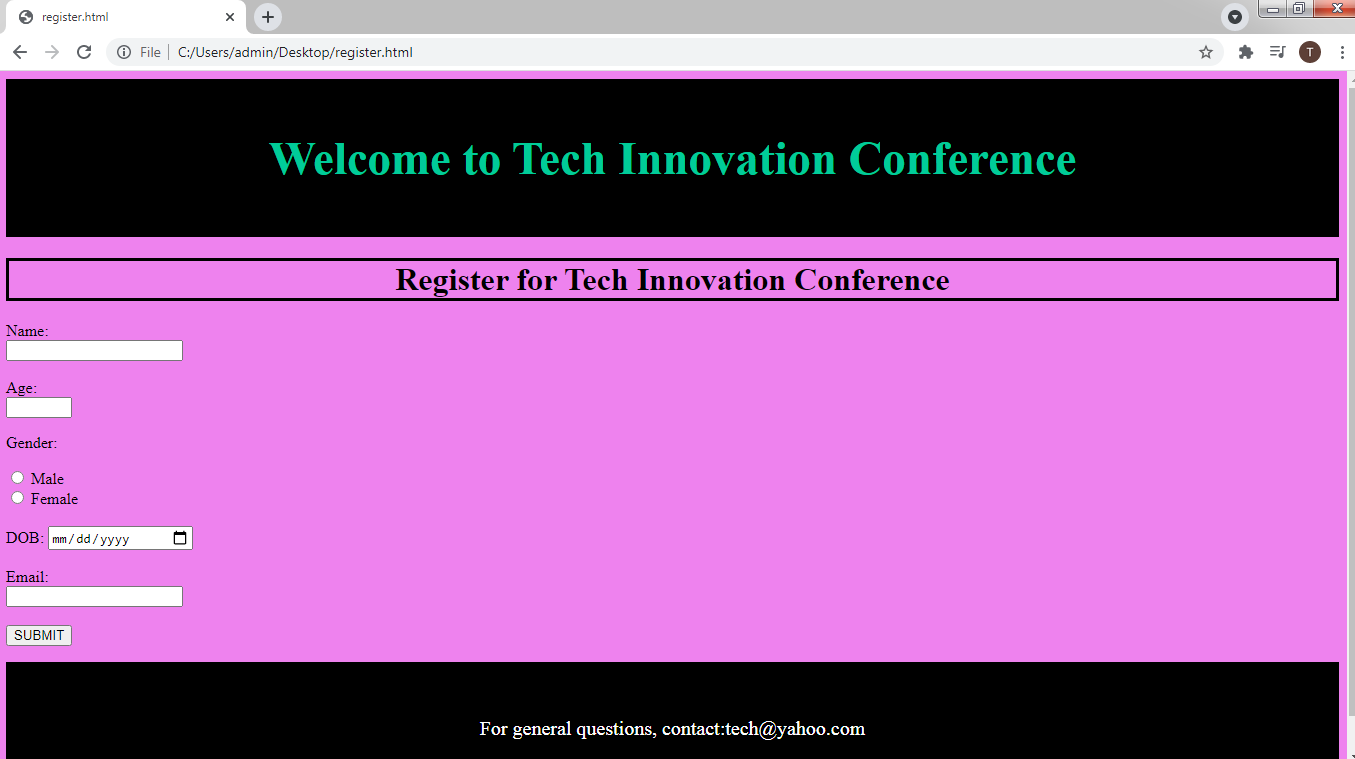 register.html
File
C:/Users/admin/Desktop/register.html
T
Welcome to Tech Innovation Conference
Register for Tech Innovation Conference
Name:
Age:
Gender:
Male
Female
DOB: mm/dd/yyyy
Email:
SUBMIT
For general questions, contact:tech@yahoo.com